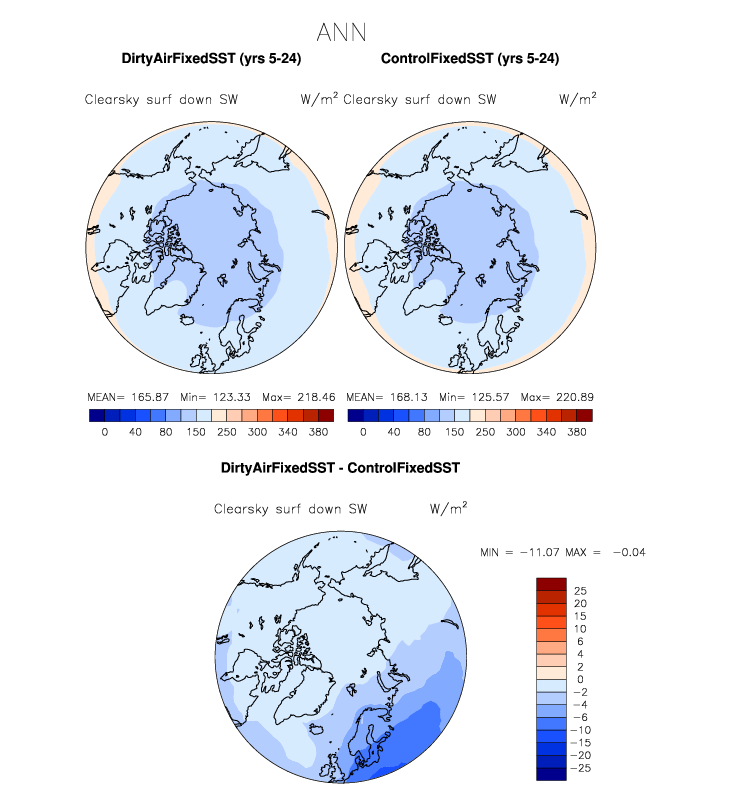 ANN
DirtyAirFixedSST (yrs 5-24)
ControlFixedSST (yrs 5-24)
Clearsky surf down SW W/m²
Clearsky surf down SW W/m²
MEAN= 165.87 Min= 123.33 Max= 218.46
0 40 80 150 250 300 340 380
MEAN= 168.13 Min= 125.57 Max= 220.89
0 40 80 150 250 300 340 380
DirtyAirFixedSST - ControlFixedSST
Clearsky surf down SW W/m²
MIN = -11.07 MAX = -0.04
25
20
15
10
6
4
2
0
-2
-4
-6
-10
-15
-20
-25